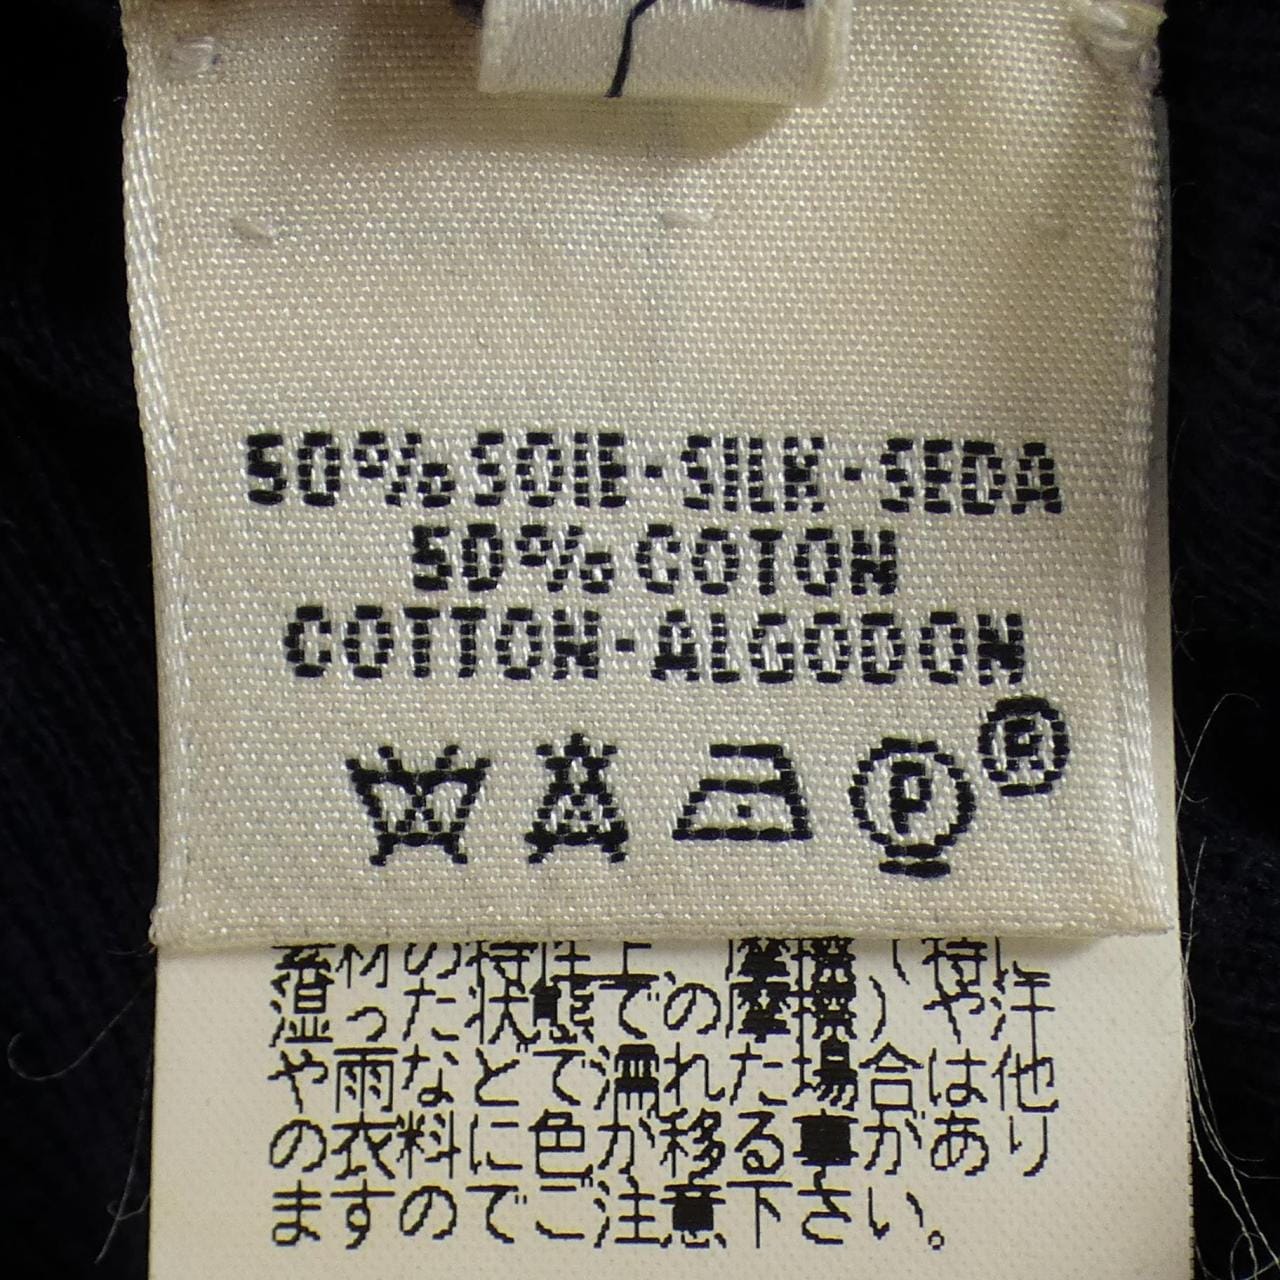 50% SOIE·SILK·SEDA
50% COTON
COTTON·ALGODON
P ®
素材の特性上、摩擦(特に
湿った状態での摩擦)や汗
や雨などで濡れた場合は他
の衣料に色が移る事があり
ますのでご注意下さい。